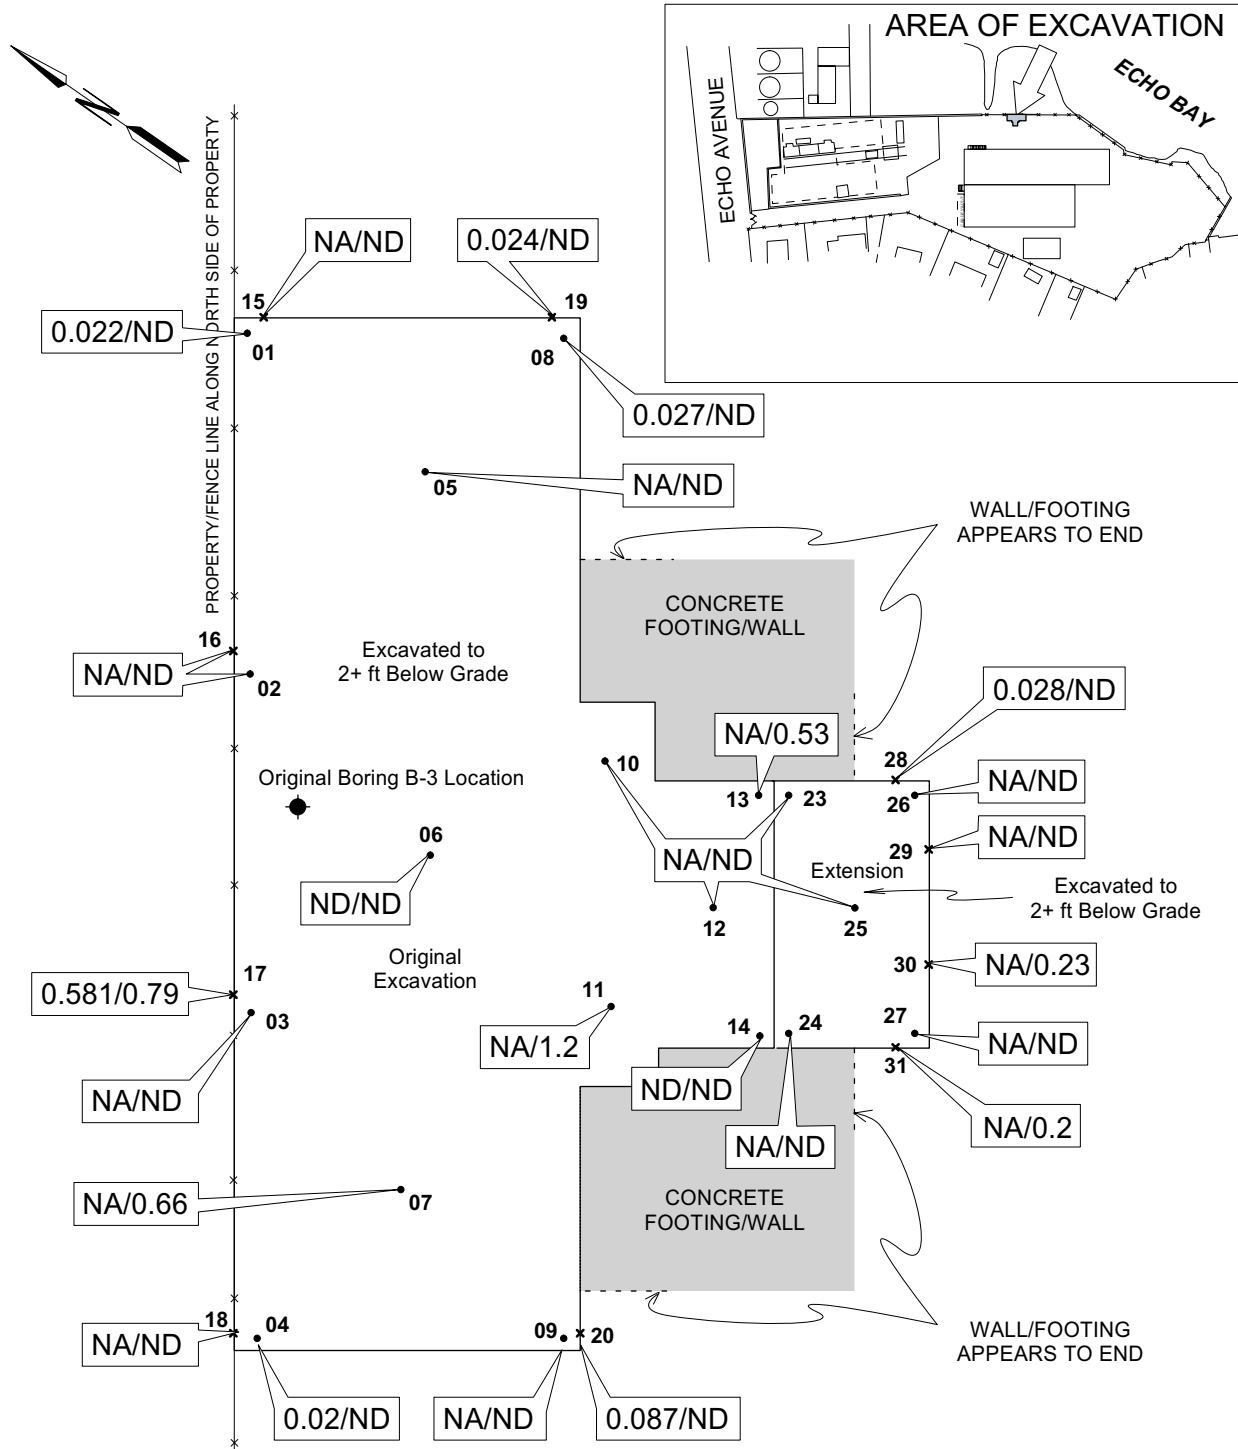 AREA OF EXCAVATION
ECHO BAY
ECHO AVENUE
N
PROPERTY/FENCE LINE ALONG NORTH SIDE OF PROPERTY
NA/ND
0.024/ND
15
19
0.022/ND
01
08
0.027/ND
05
NA/ND
WALL/FOOTING
APPEARS TO END
CONCRETE
FOOTING/WALL
16
Excavated to
2+ ft Below Grade
NA/ND
02
0.028/ND
NA/0.53
28
10
Original Boring B-3 Location
13
23
26
NA/ND
06
29
NA/ND
NA/ND
Extension
ND/ND
Excavated to
2+ ft Below Grade
12
25
Original
Excavation
17
30
NA/0.23
0.581/0.79
11
03
14
24
27
NA/1.2
NA/ND
31
ND/ND
NA/ND
NA/0.2
NA/ND
NA/0.66
07
CONCRETE
FOOTING/WALL
18
04
09
20
NA/ND
WALL/FOOTING
APPEARS TO END
0.02/ND
NA/ND
0.087/ND